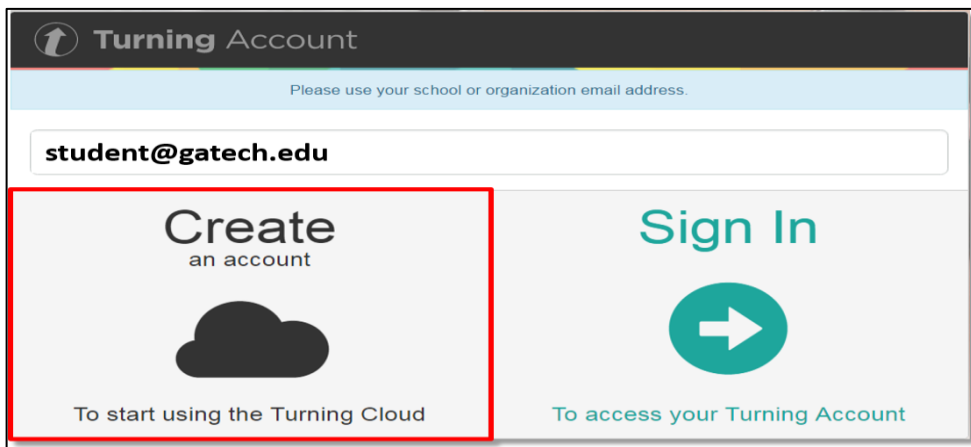 Turning Account
Please use your school or organization email address.
student@gatech.edu
Create
an account
To start using the Turning Cloud
Sign In
To access your Turning Account